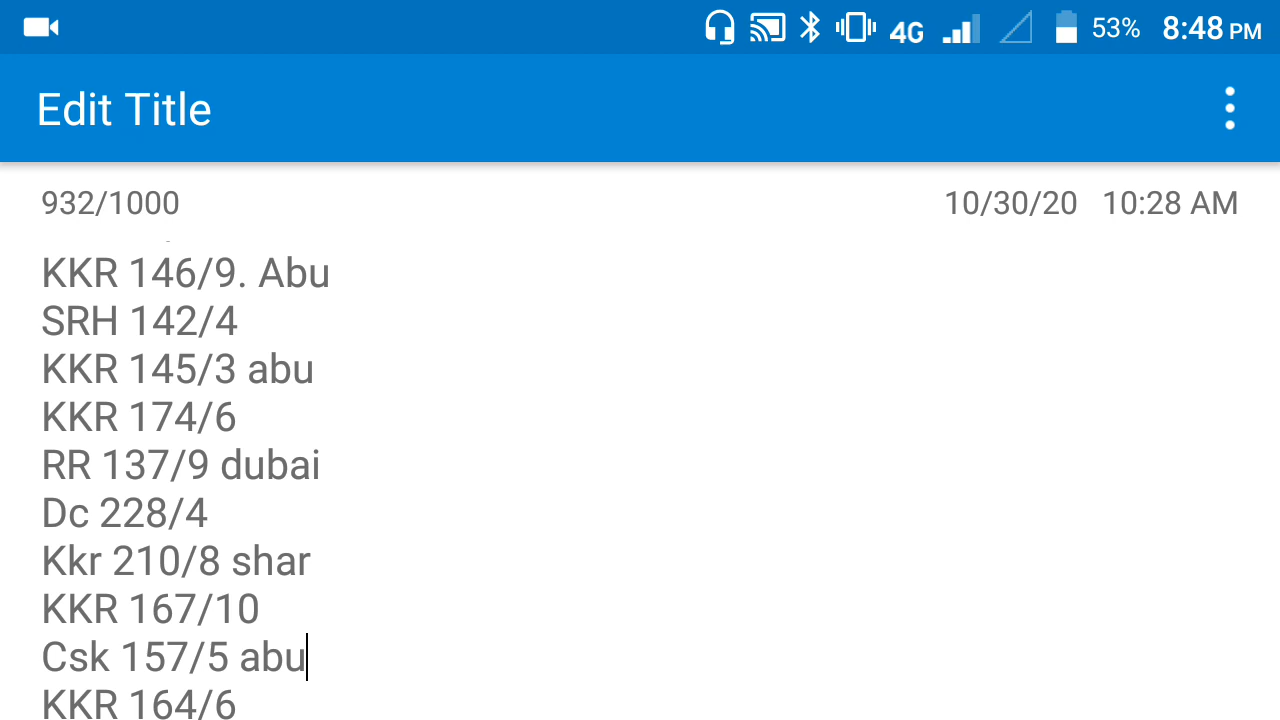 4G 53% 8:48 PM
Edit Title
932/1000 10/30/20 10:28 AM
KKR 146/9. Abu
SRH 142/4
KKR 145/3 abu
KKR 174/6
RR 137/9 dubai
Dc 228/4
Kkr 210/8 shar
KKR 167/10
Csk 157/5 abu
KKR 164/6